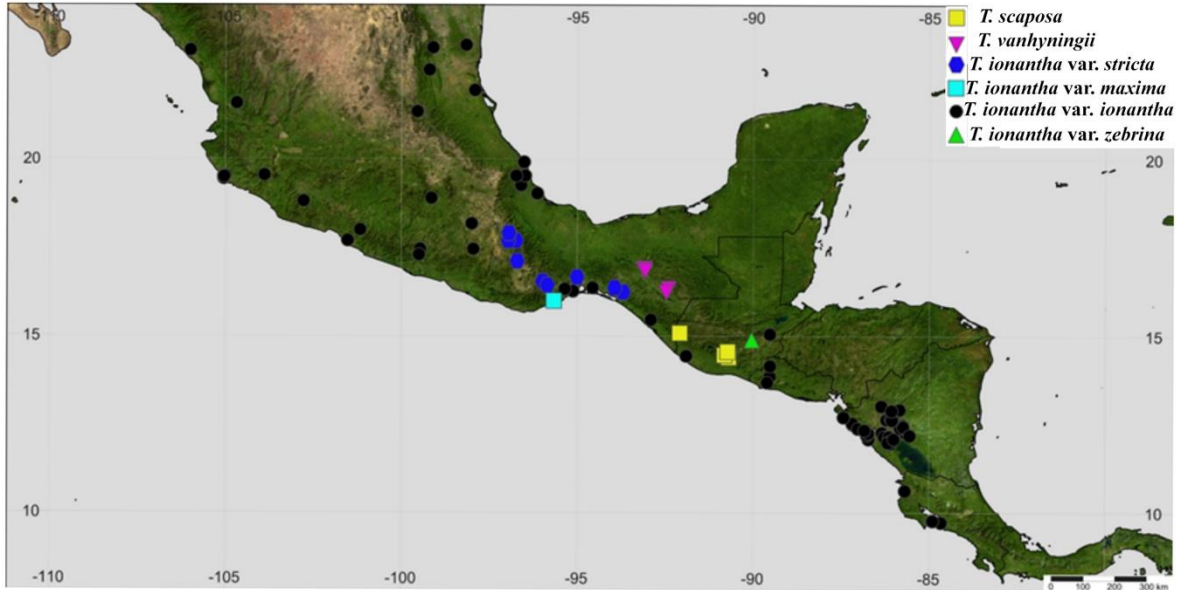 -110 -105 -100 -95 -90 -85
T. scaposa
T. vanhyningii
T. ionantha var. stricta
T. ionantha var. maxima
T. ionantha var. ionantha
T. ionantha var. zebrina
20 20
15 15
10 10
-110 -105 -100 -95 -90 -85
0 100 200 300 km